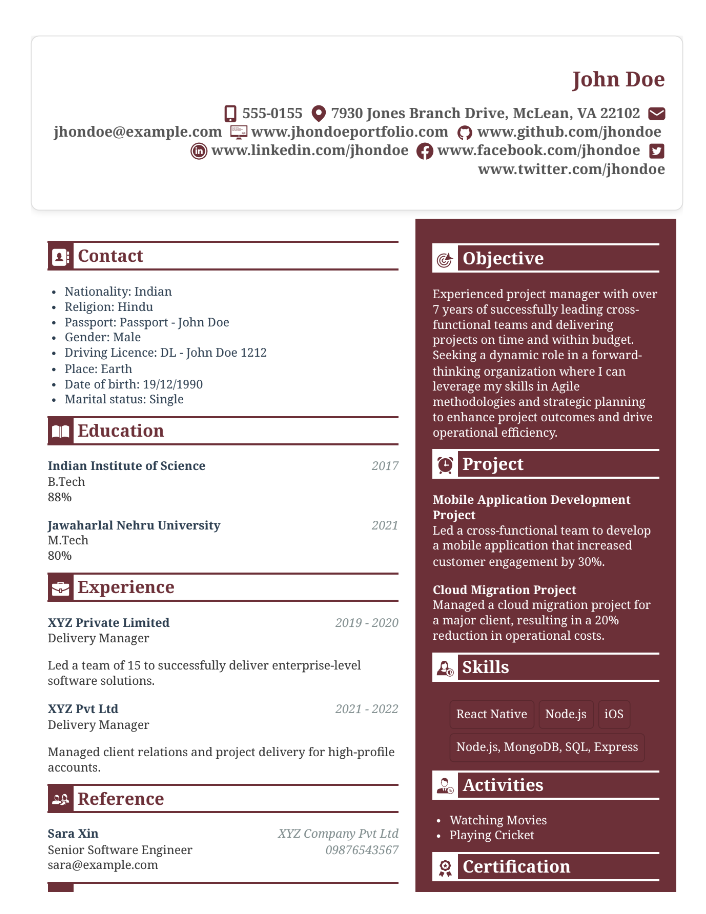 John Doe
555-0155 7930 Jones Branch Drive, McLean, VA 22102
jhondoe@example.com www.jhondoeportfolio.com www.github.com/jhondoe
www.linkedin.com/jhondoe www.facebook.com/jhondoe
www.twitter.com/jhondoe
Contact
Nationality: Indian
Religion: Hindu
Passport: Passport - John Doe
Gender: Male
Driving Licence: DL - John Doe 1212
Place: Earth
Date of birth: 19/12/1990
Marital status: Single
Education
Indian Institute of Science 2017
B.Tech
88%
Jawaharlal Nehru University 2021
M.Tech
80%
Experience
XYZ Private Limited 2019 - 2020
Delivery Manager
Led a team of 15 to successfully deliver enterprise-level
software solutions.
XYZ Pvt Ltd 2021 - 2022
Delivery Manager
Managed client relations and project delivery for high-profile
accounts.
Reference
Sara Xin XYZ Company Pvt Ltd
Senior Software Engineer 09876543567
sara@example.com
Objective
Experienced project manager with over
7 years of successfully leading cross-
functional teams and delivering
projects on time and within budget.
Seeking a dynamic role in a forward-
thinking organization where I can
leverage my skills in Agile
methodologies and strategic planning
to enhance project outcomes and drive
operational efficiency.
Project
Mobile Application Development
Project
Led a cross-functional team to develop
a mobile application that increased
customer engagement by 30%.
Cloud Migration Project
Managed a cloud migration project for
a major client, resulting in a 20%
reduction in operational costs.
Skills
React Native Node.js iOS
Node.js, MongoDB, SQL, Express
Activities
Watching Movies
Playing Cricket
Certification